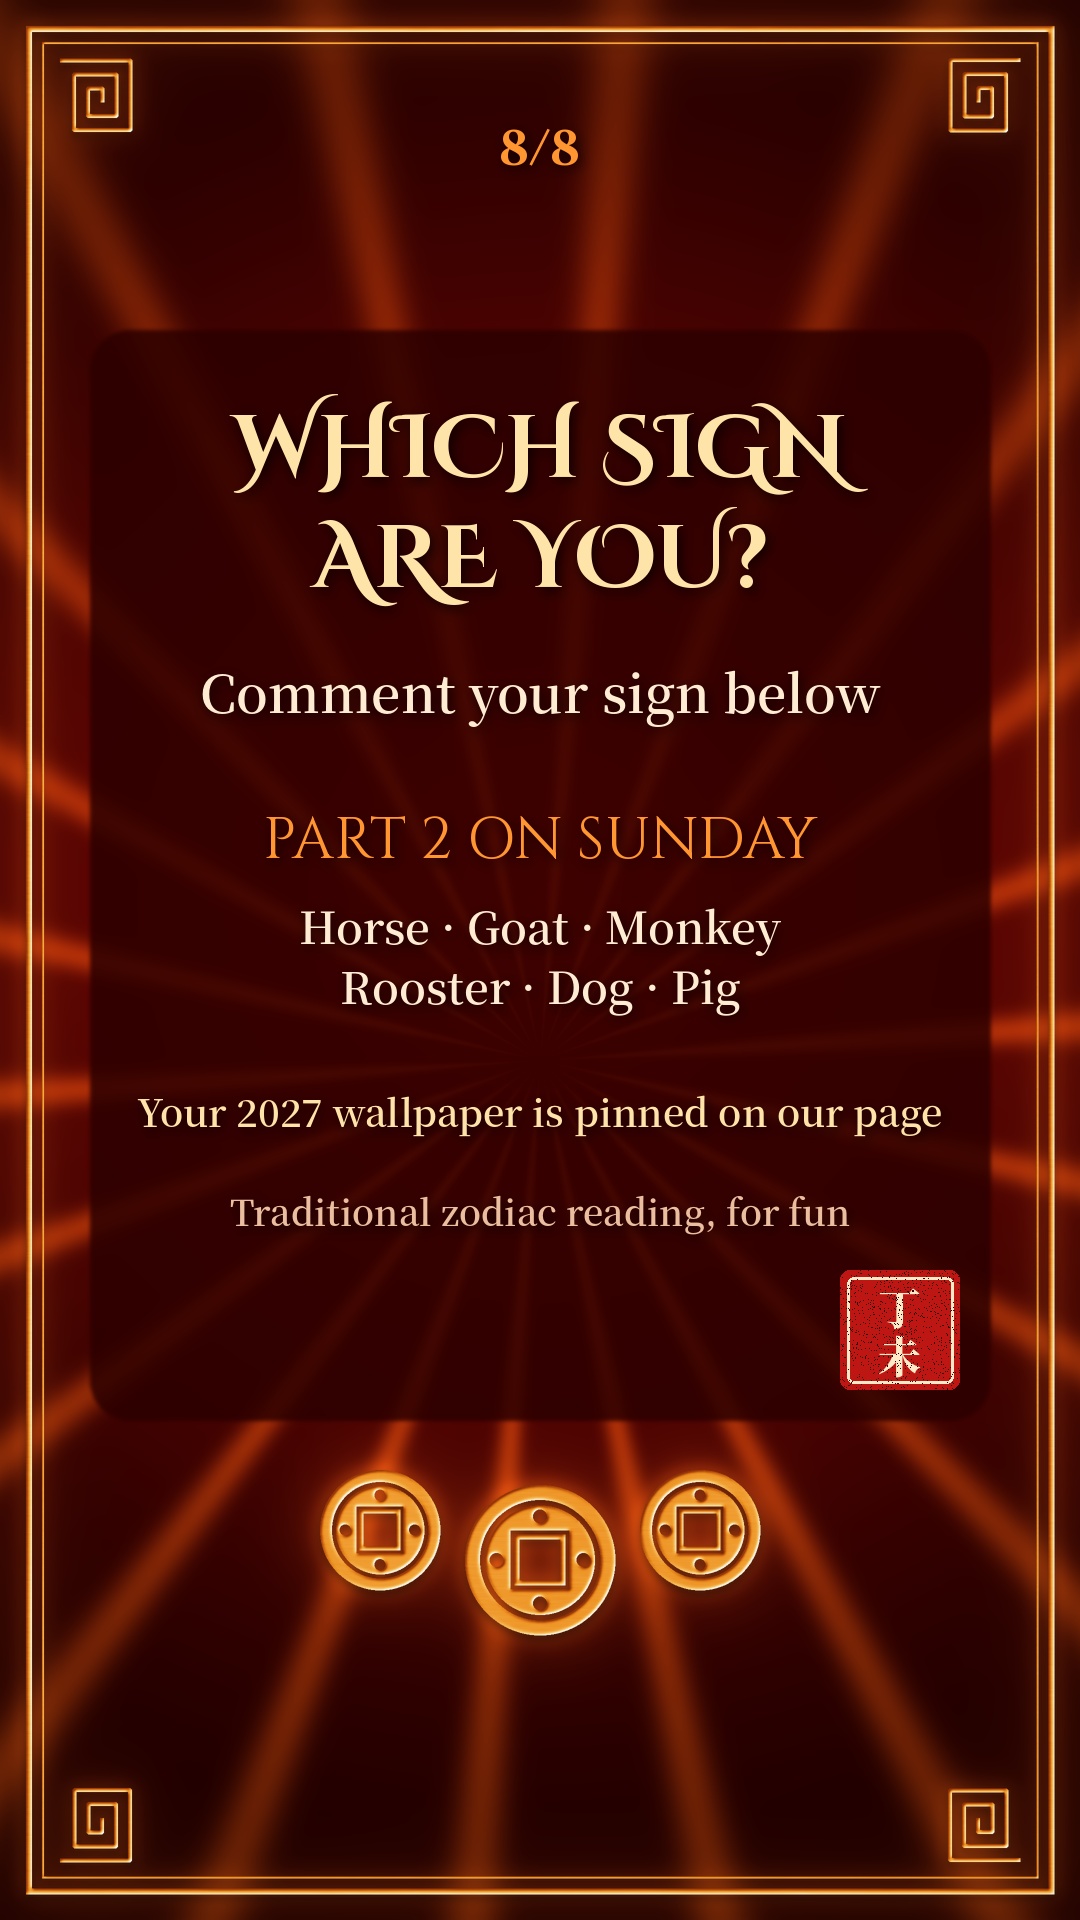 8/8
WHICH SIGN
ARE YOU?
Comment your sign below
PART 2 ON SUNDAY
Horse · Goat · Monkey
Rooster · Dog · Pig
Your 2027 wallpaper is pinned on our page
Traditional zodiac reading, for fun
丁
未